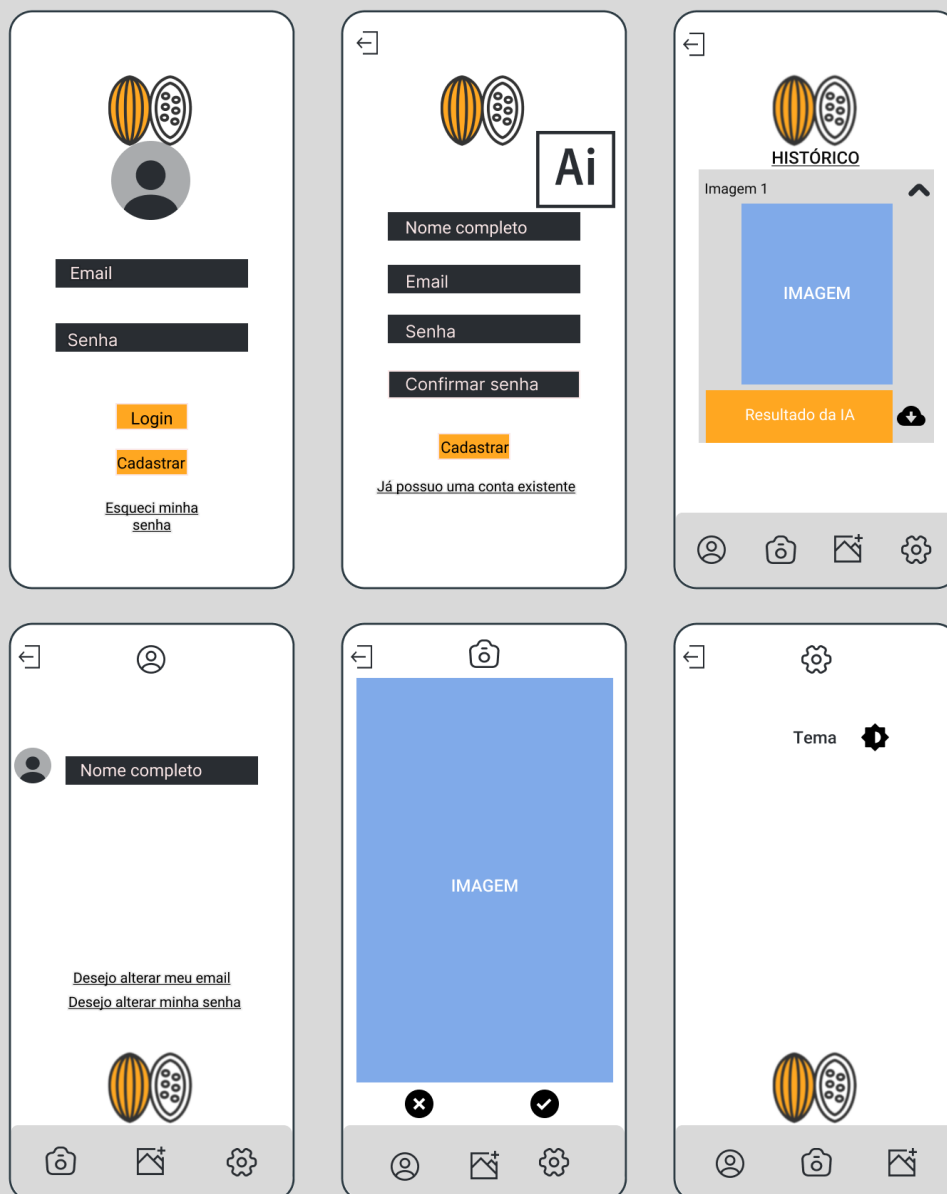 Email
Senha
Login
Cadastrar
Esqueci minha
senha
Ai
Nome completo
Email
Senha
Confirmar senha
Cadastrar
Já possuo uma conta existente
HISTÓRICO
Imagem 1
IMAGEM
Resultado da IA
Nome completo
Desejo alterar meu email
Desejo alterar minha senha
IMAGEM
Tema